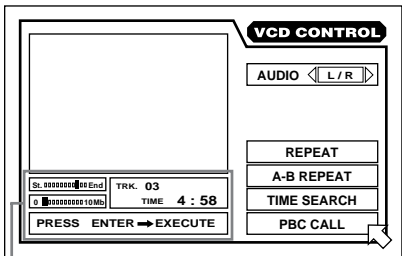 VCD CONTROL
AUDIO L / R
REPEAT
A-B REPEAT
St. End TRK. 03
TIME SEARCH
0 10Mb TIME 4 : 58
PRESS ENTER ➡ EXECUTE
PBC CALL